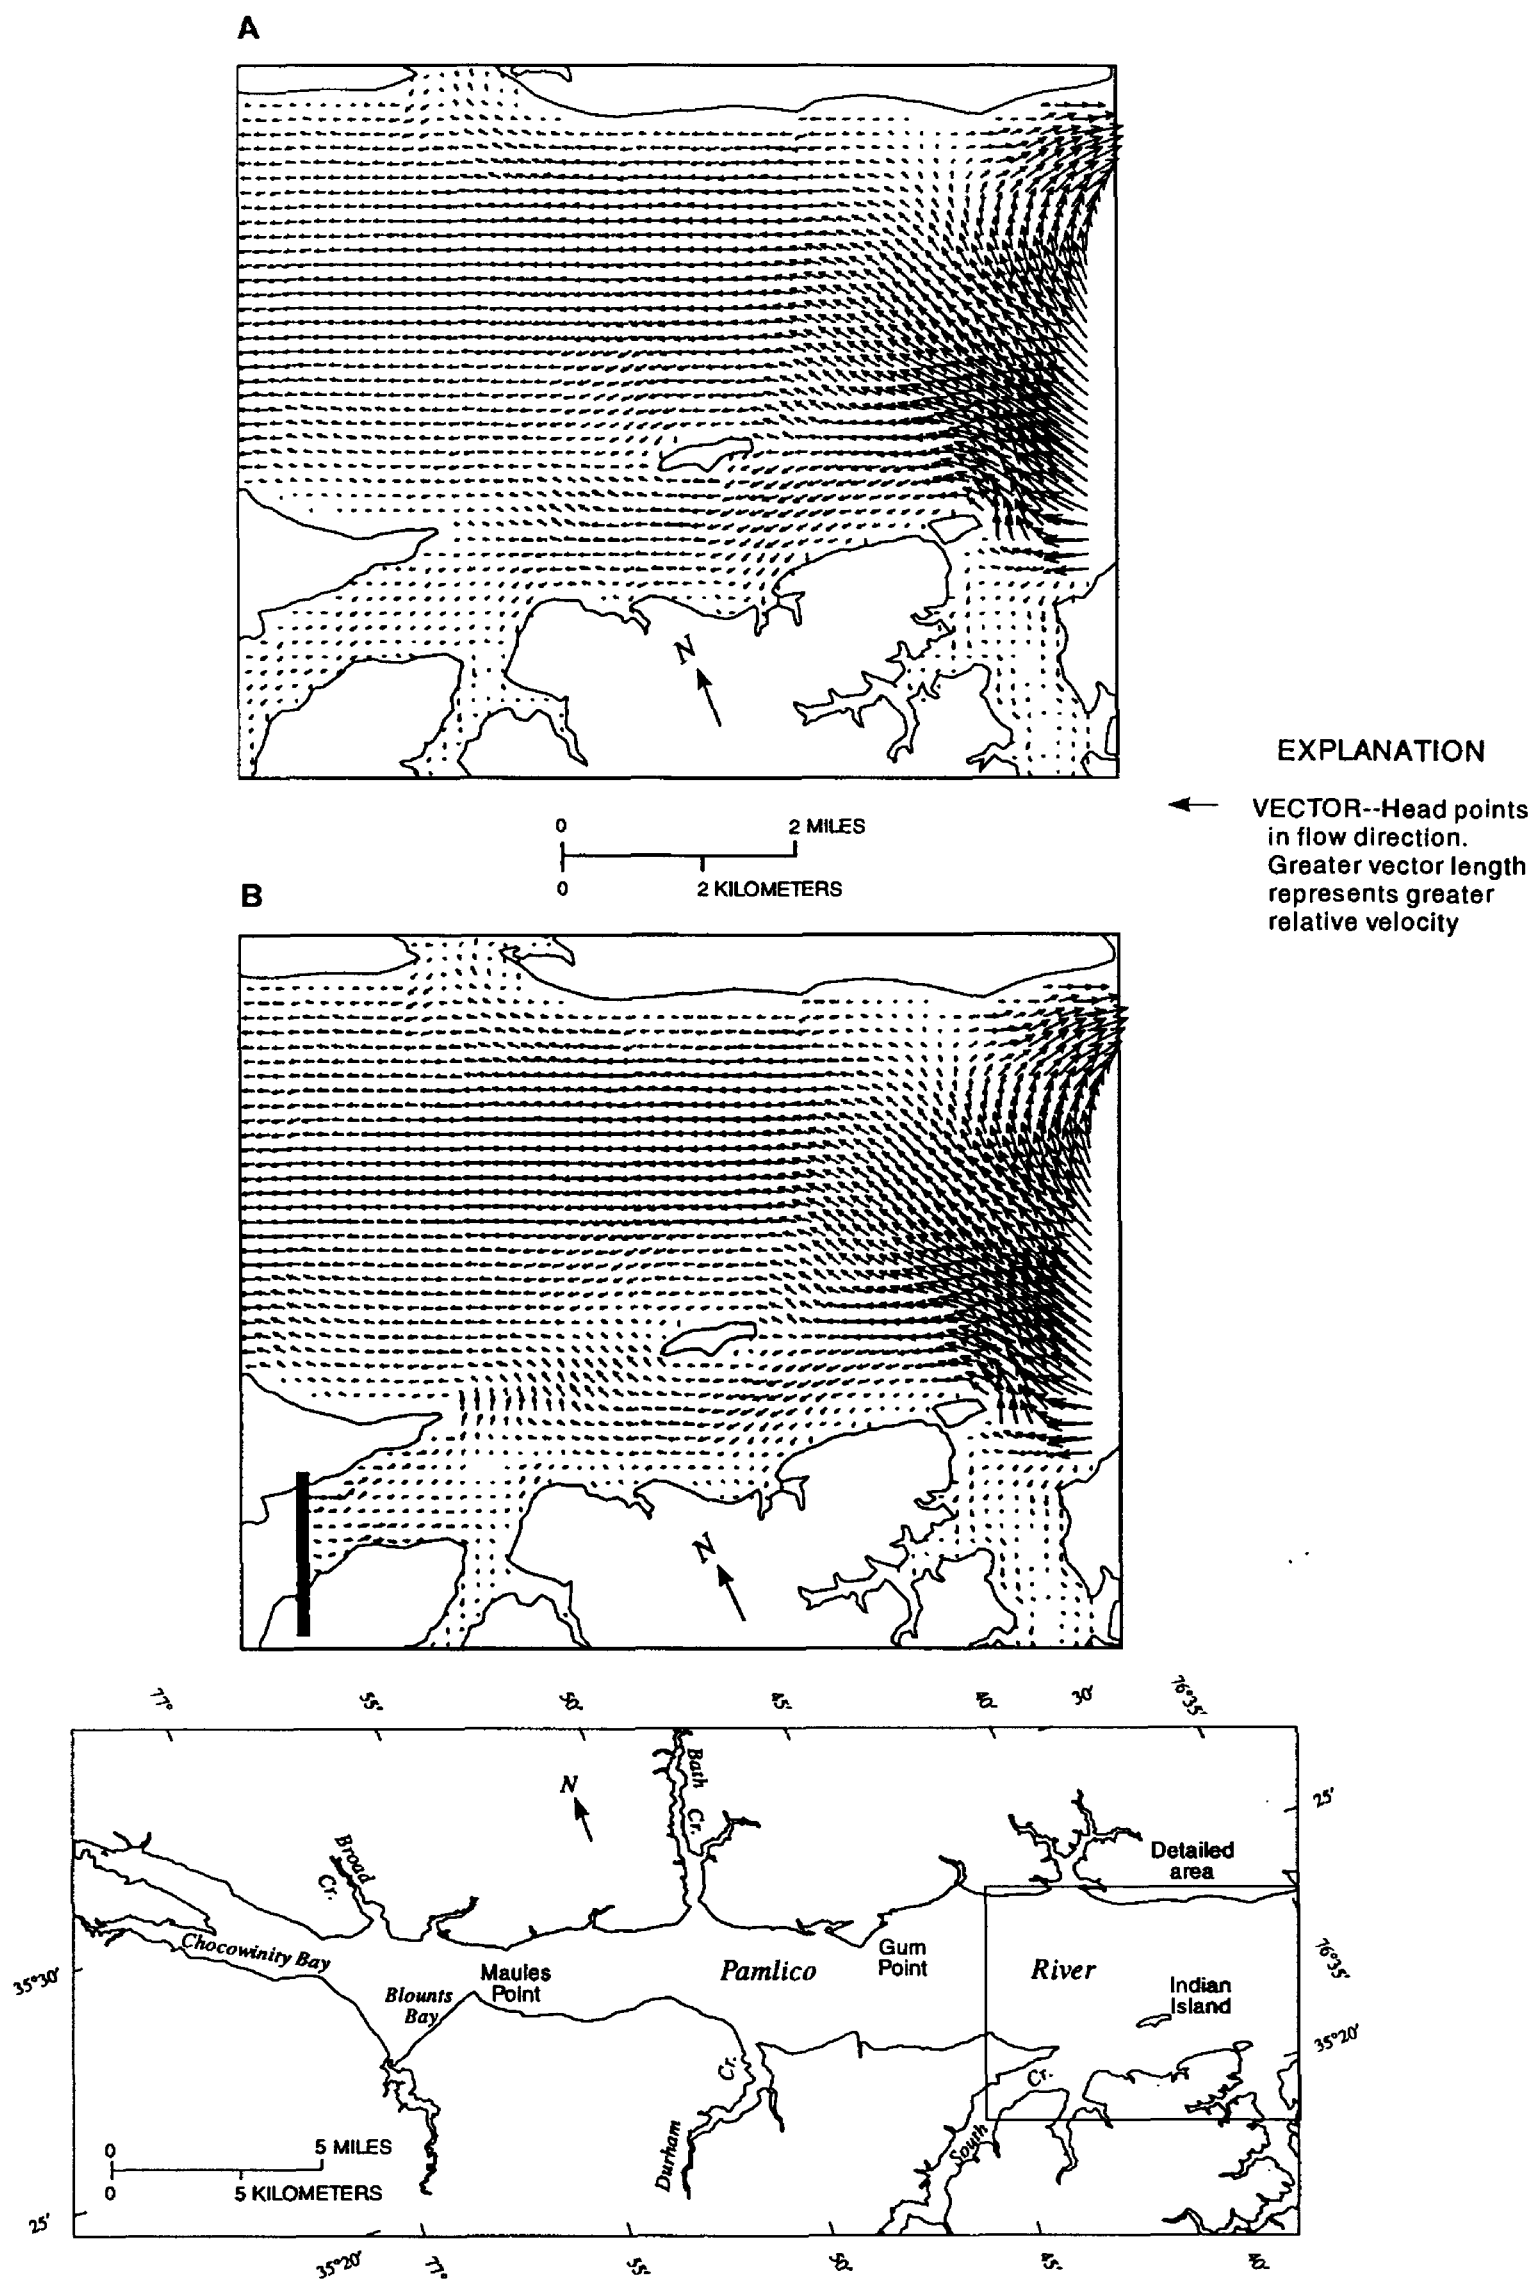 A
N
EXPLANATION
VECTOR--Head points
in flow direction.
Greater vector length
represents greater
relative velocity
0 2 MILES
0 2 KILOMETERS
B
N
77° 55' 50' 45' 40' 30' 76°35'
N
Bath
Cr.
25'
Broad
Cr.
Detailed
area
Chocowinity Bay
Maules
Point
Pamlico
Gum
Point
River
76°35'
35°30'
Blounts
Bay
Indian
Island
35°20'
Cr.
Cr.
South
Durham
0 5 MILES
0 5 KILOMETERS
25'
35°20' 77° 55' 50' 45' 40'